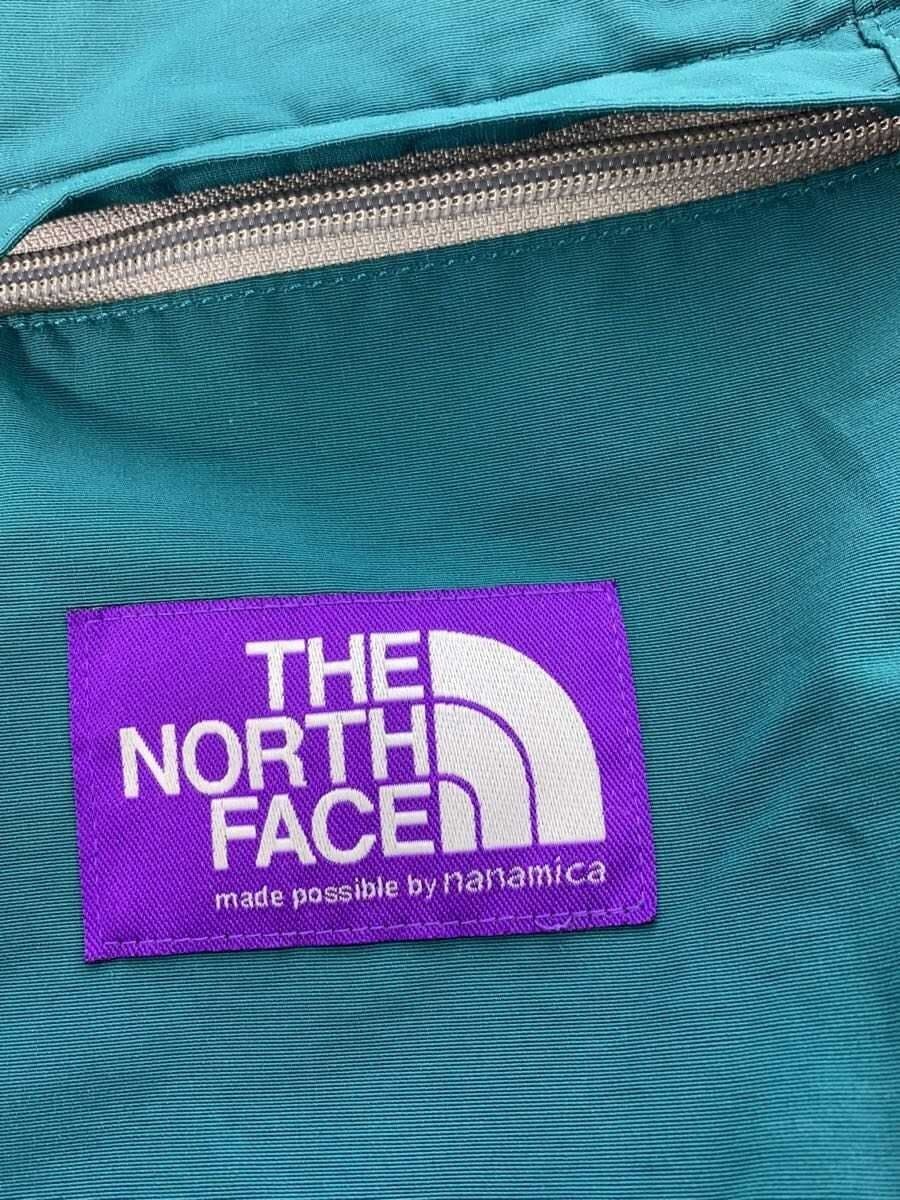 THE
NORTH
FACE
made possible by nanamica